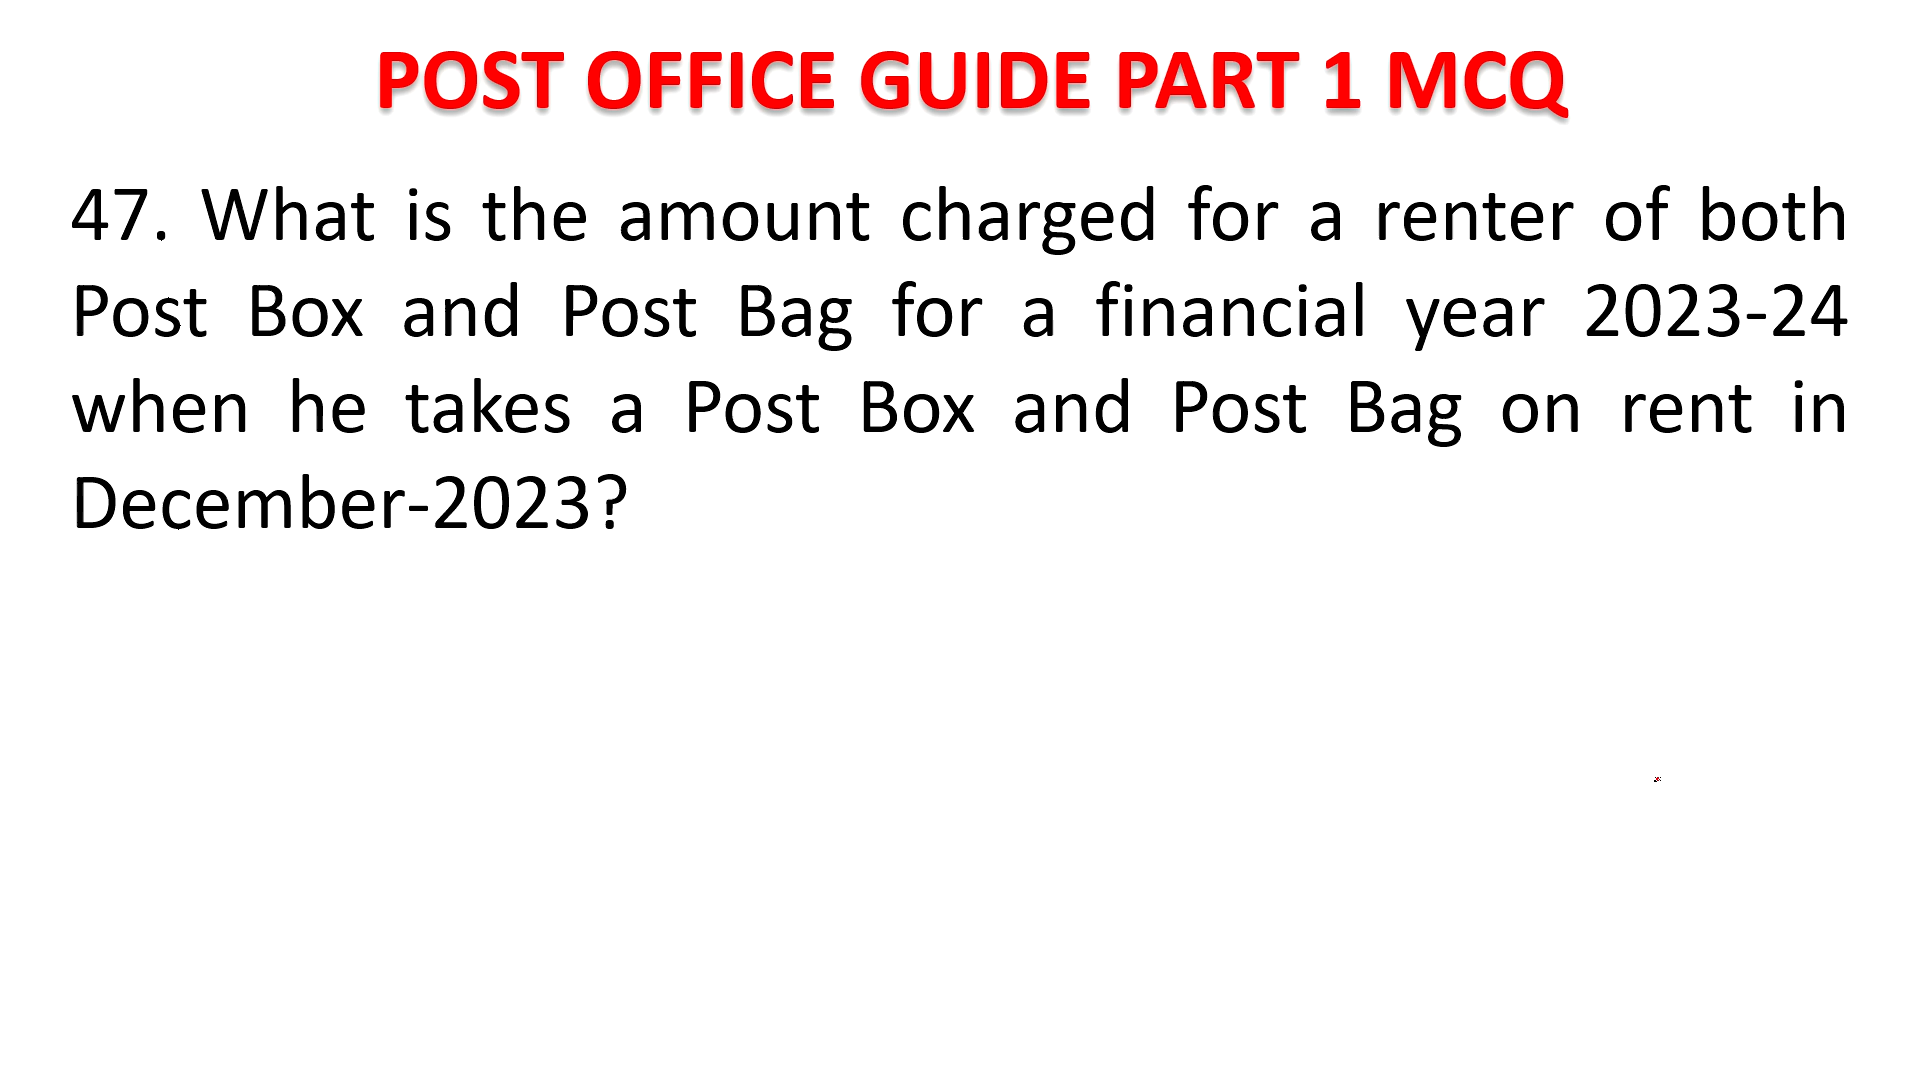 POST OFFICE GUIDE PART 1 MCQ
47. What is the amount charged for a renter of both
Post Box and Post Bag for a financial year 2023-24
when he takes a Post Box and Post Bag on rent in
December-2023?